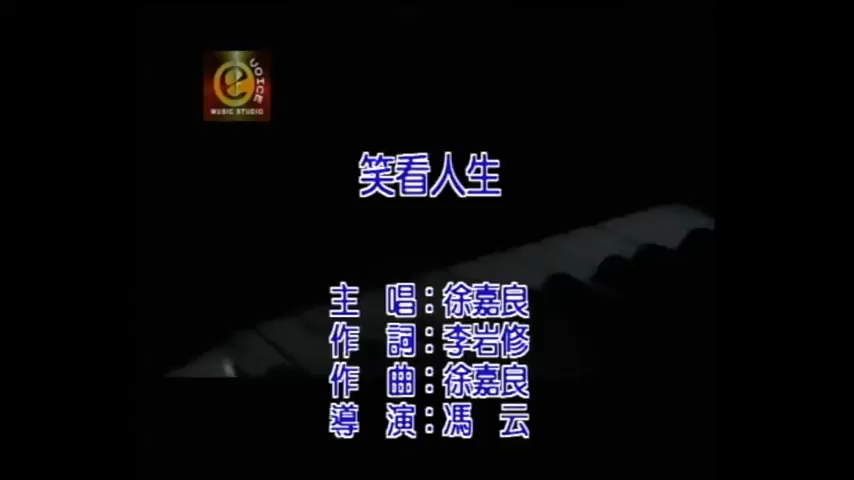 e VOICE
MUSIC STUDIO
笑看人生
主 唱：徐嘉良
作 詞：李岩修
作 曲：徐嘉良
導 演：馮 云